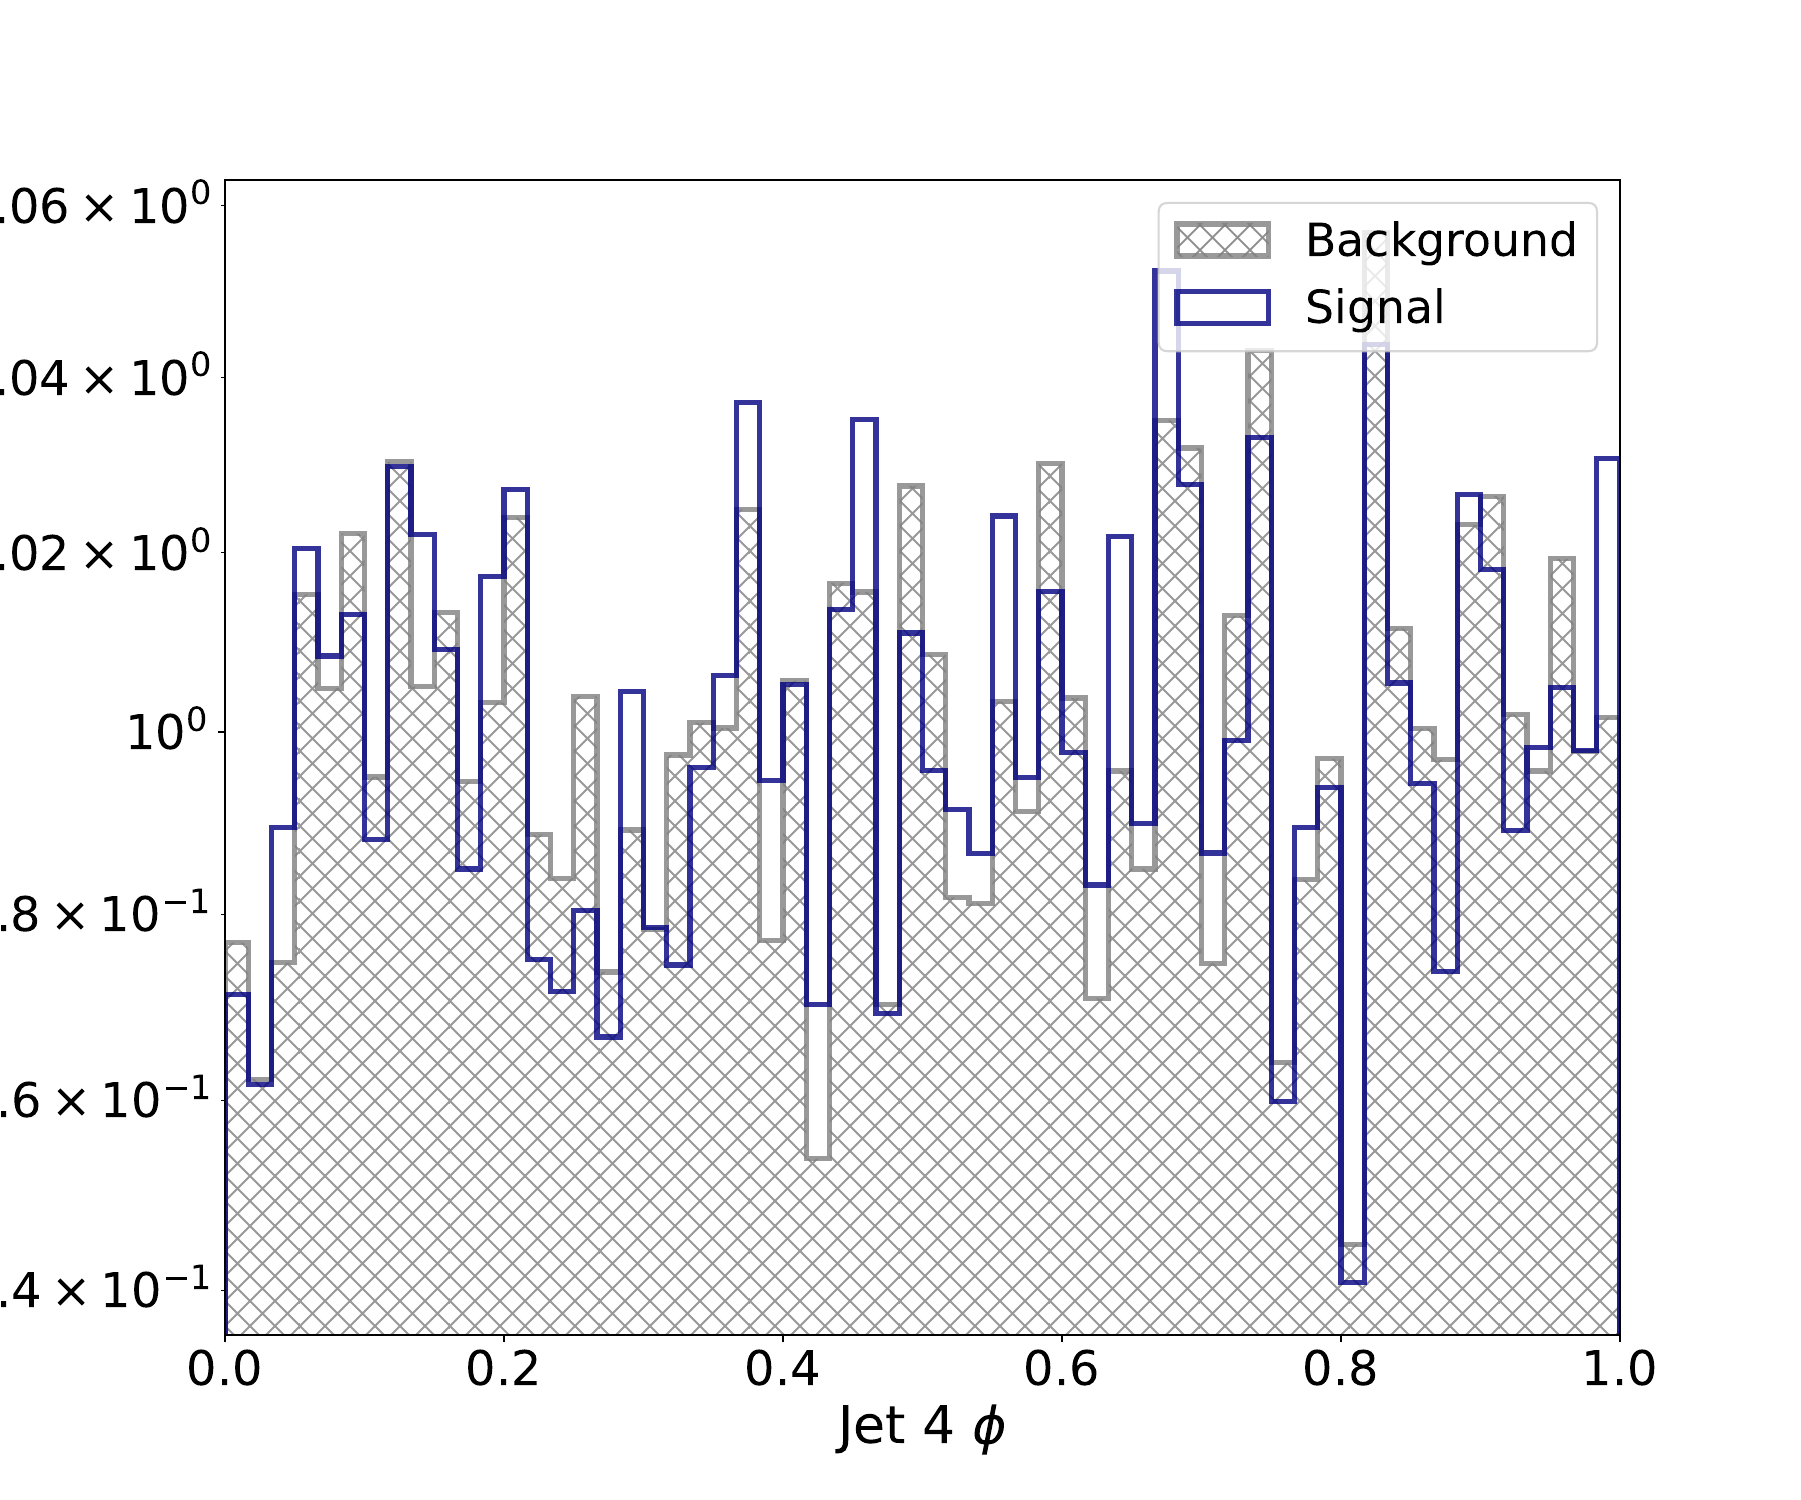 .06 × 10⁰
.04 × 10⁰
.02 × 10⁰
10⁰
.8 × 10⁻¹
.6 × 10⁻¹
.4 × 10⁻¹
Background
Signal
0.0 0.2 0.4 0.6 0.8 1.0
Jet 4 ϕ